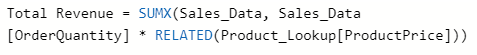 Total Revenue = SUMX(Sales_Data, Sales_Data
[OrderQuantity] * RELATED(Product_Lookup[ProductPrice]))